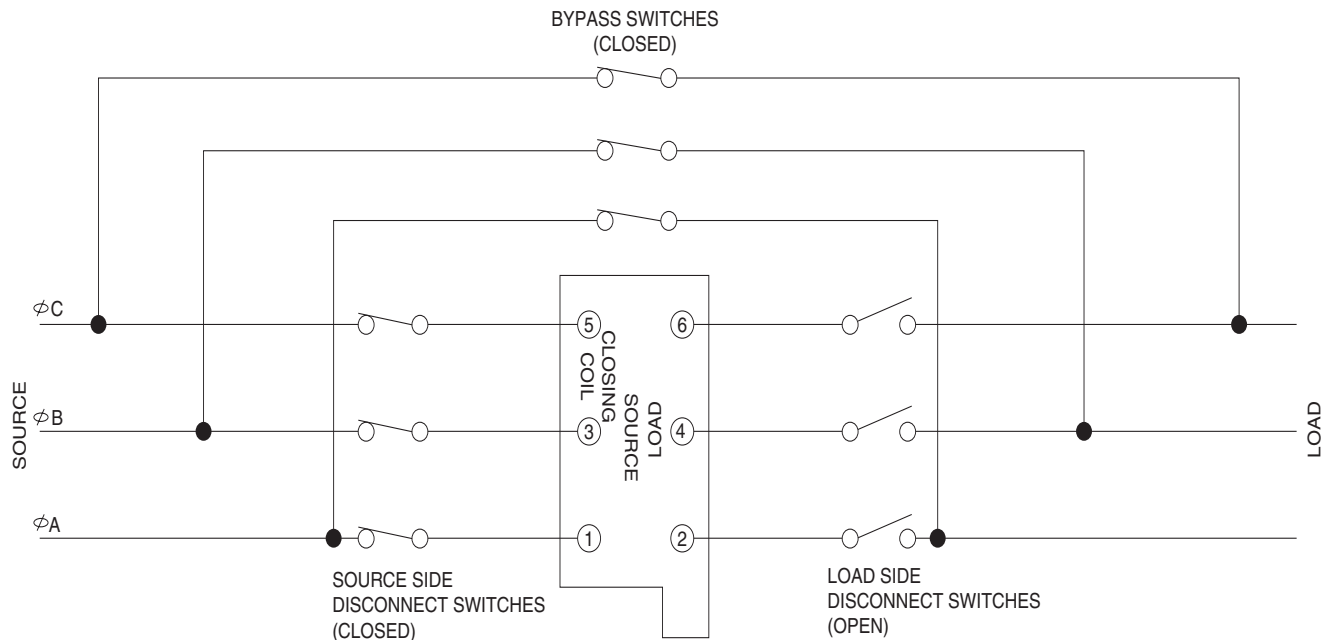 BYPASS SWITCHES
(CLOSED)
⌀C
5
6
CLOSING
COIL
SOURCE
⌀B
3
SOURCE
LOAD
4
LOAD
⌀A
1
2
SOURCE SIDE
DISCONNECT SWITCHES
(CLOSED)
LOAD SIDE
DISCONNECT SWITCHES
(OPEN)